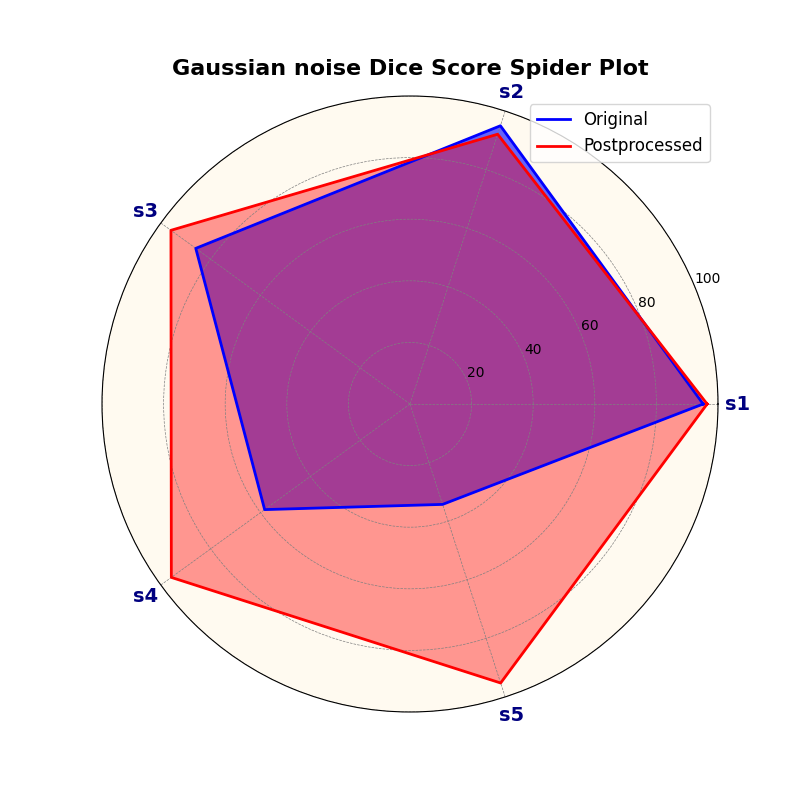 Gaussian noise Dice Score Spider Plot
s2
Original
Postprocessed
s3
100
80
60
40
20
s1
s4
s5